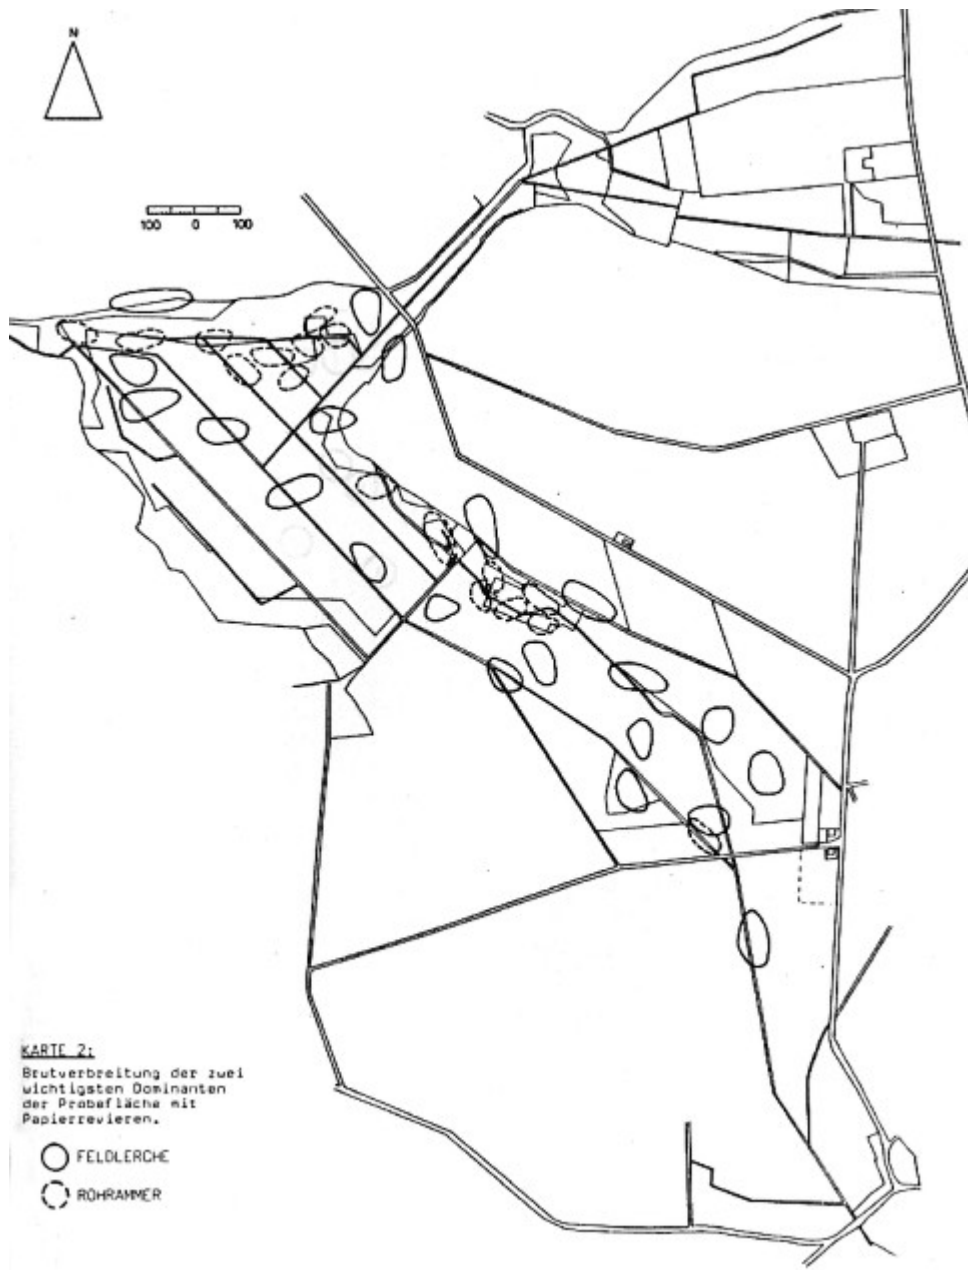 N
100 0 100
KARTE 2:
Brutverbreitung der zwei
wichtigsten Dominanten
der Probefläche mit
Papierrevieren.
FELDLERCHE
ROHRAMMER